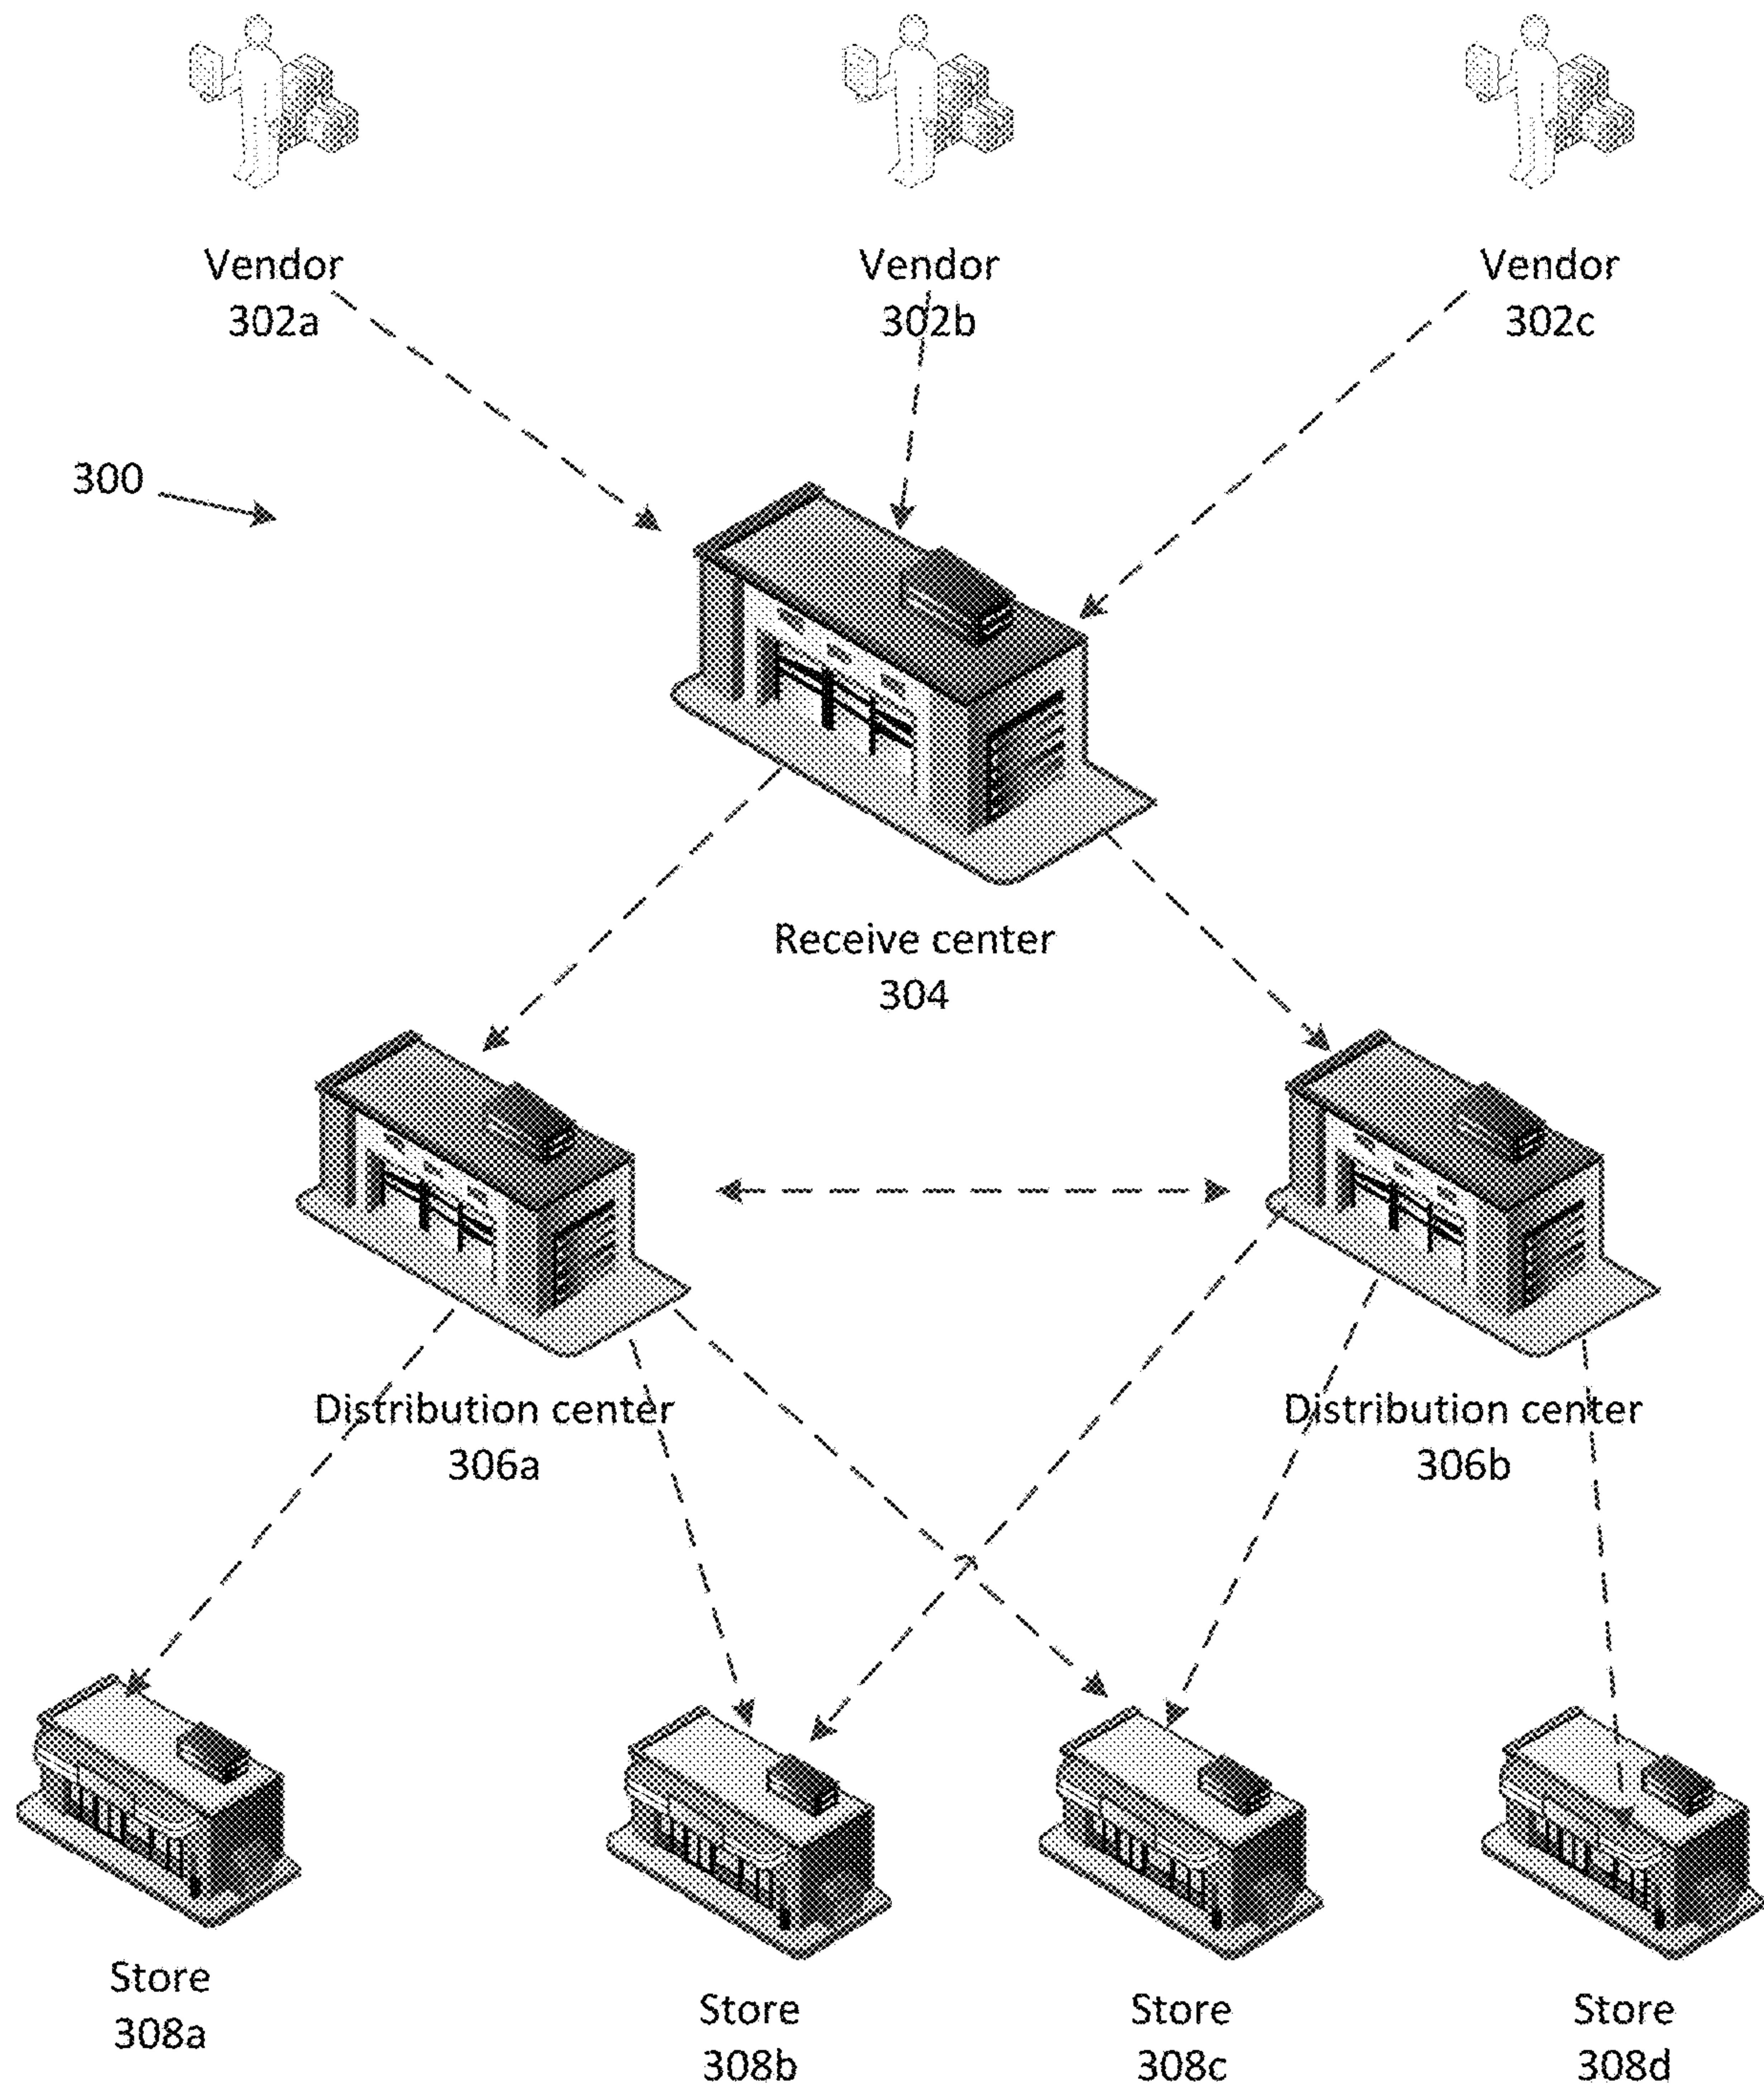 Vendor
302a
Vendor
302b
Vendor
302c
300
Receive center
304
Distribution center
306a
Distribution center
306b
Store
308a
Store
308b
Store
308c
Store
308d